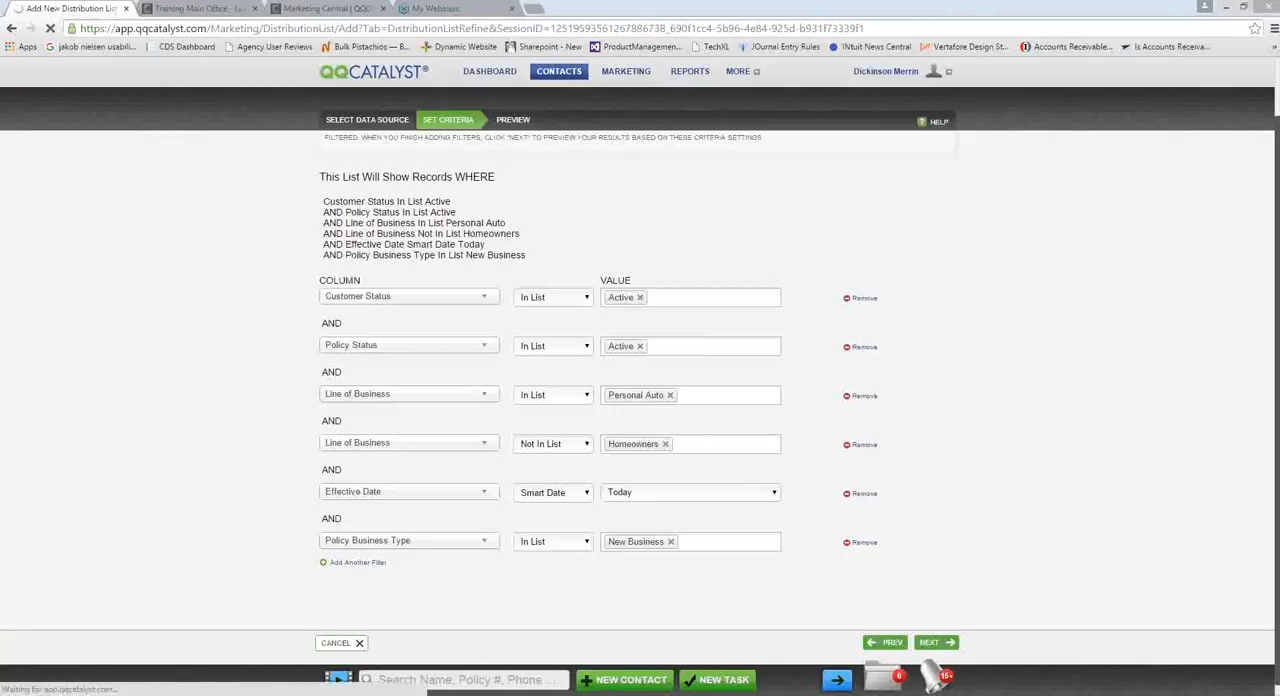 Add New Distribution List
Training Main Office - L
Marketing Central | QQC
My Webinars
https://app.qqcatalyst.com/Marketing/DistributionList/Add?Tab=DistributionListRefine&SessionID=12519593561267886738_690f1cc4-5b96-4e84-925d-b931f73339f1
Apps
jakob nielsen usabili...
CDS Dashboard
Agency User Reviews
Bulk Pistachios — B...
Dynamic Website
Sharepoint - New
ProductManagemen...
TechXL
JOurnal Entry Rules
INtuit News Central
Vertafore Design St...
Accounts Receivable...
Is Accounts Receiva...
QQCATALYST®
DASHBOARD
CONTACTS
MARKETING
REPORTS
MORE
Dickinson Merrin
SELECT DATA SOURCE
SET CRITERIA
PREVIEW
HELP
FILTERED. WHEN YOU FINISH ADDING FILTERS, CLICK "NEXT" TO PREVIEW YOUR RESULTS BASED ON THESE CRITERIA SETTINGS
This List Will Show Records WHERE
Customer Status In List Active
AND Policy Status In List Active
AND Line of Business In List Personal Auto
AND Line of Business Not In List Homeowners
AND Effective Date Smart Date Today
AND Policy Business Type In List New Business
COLUMN VALUE
Customer Status In List Active Remove
AND
Policy Status In List Active Remove
AND
Line of Business In List Personal Auto Remove
AND
Line of Business Not In List Homeowners Remove
AND
Effective Date Smart Date Today Remove
AND
Policy Business Type In List New Business Remove
Add Another Filter
CANCEL
PREV
NEXT
Search Name, Policy #, Phone ...
NEW CONTACT
NEW TASK
6
15+
Waiting for app.qqcatalyst.com...